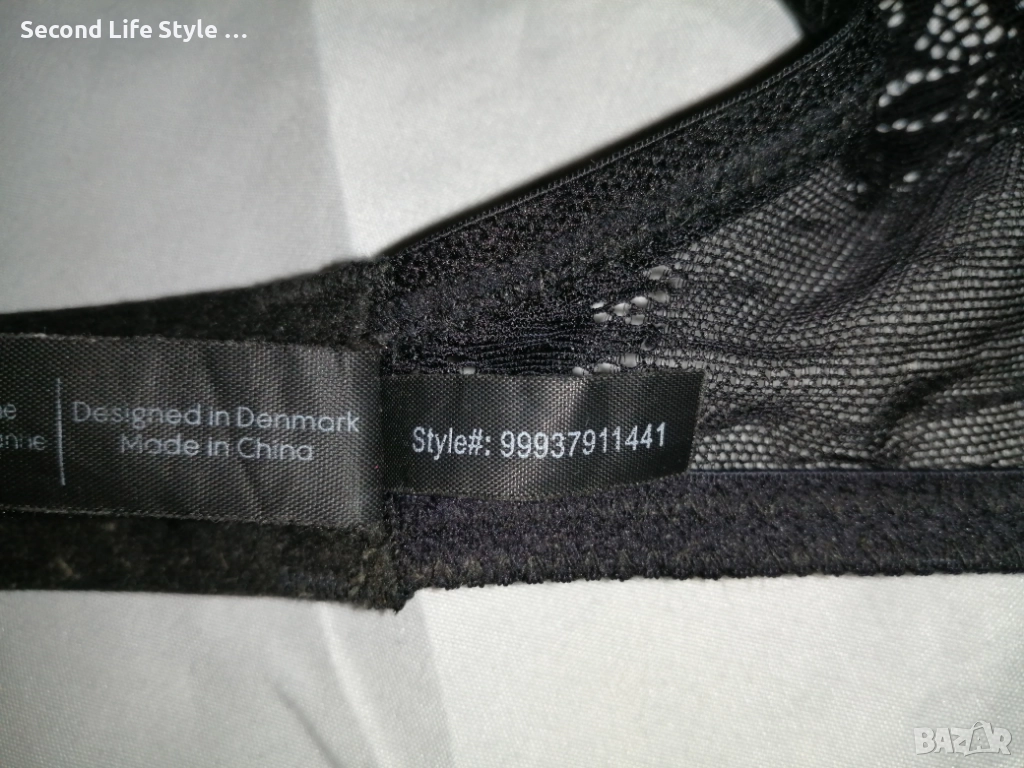 Second Life Style ...
Designed in Denmark
Made in China
Style#: 99937911441
BAZAR